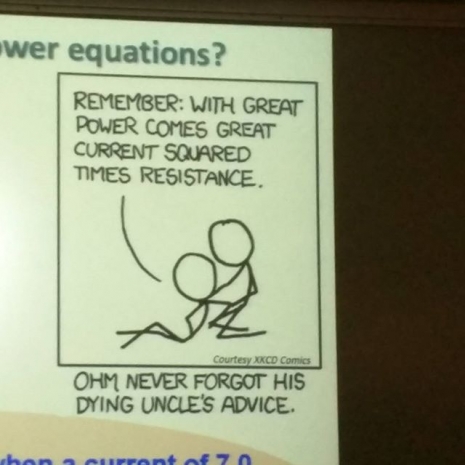 ower equations?
REMEMBER: WITH GREAT
POWER COMES GREAT
CURRENT SQUARED
TIMES RESISTANCE.
Courtesy XKCD Comics
OHM NEVER FORGOT HIS
DYING UNCLE'S ADVICE.
when a current of 7.0